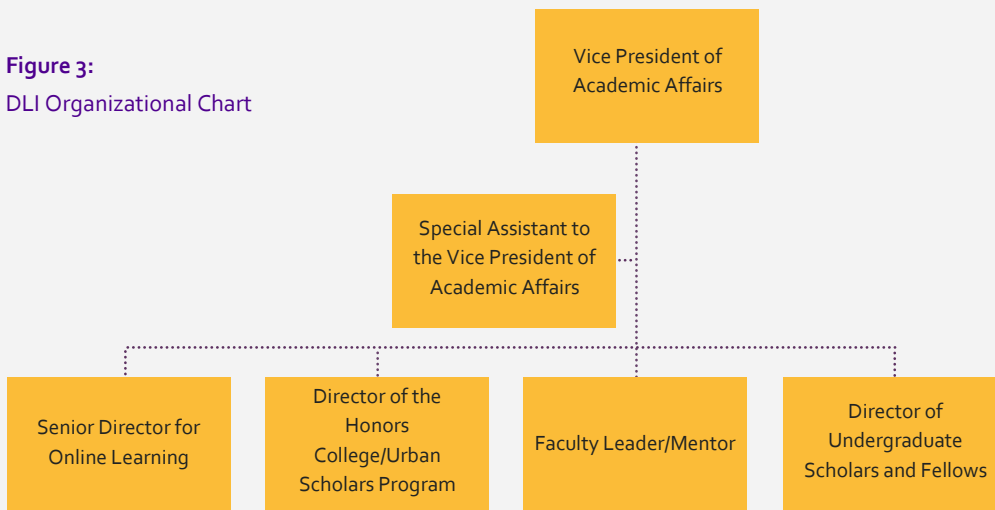 Figure 3:
DLI Organizational Chart
Vice President of
Academic Affairs
Special Assistant to
the Vice President of
Academic Affairs
Senior Director for
Online Learning
Director of the
Honors
College/Urban
Scholars Program
Faculty Leader/Mentor
Director of
Undergraduate
Scholars and Fellows